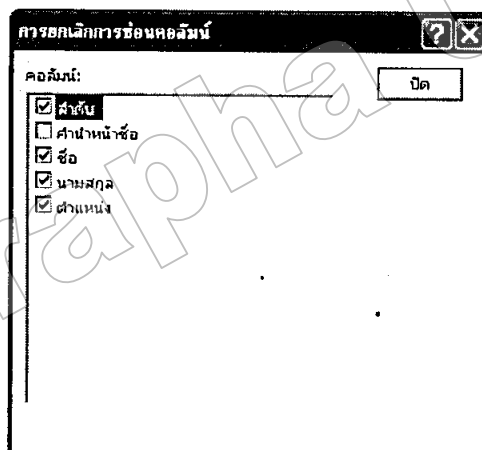 การยกเลิกการซ่อนคอลัมน์
คอลัมน์:
ปิด
ลำดับ
คำนำหน้าชื่อ
ชื่อ
นามสกุล
ตำแหน่ง